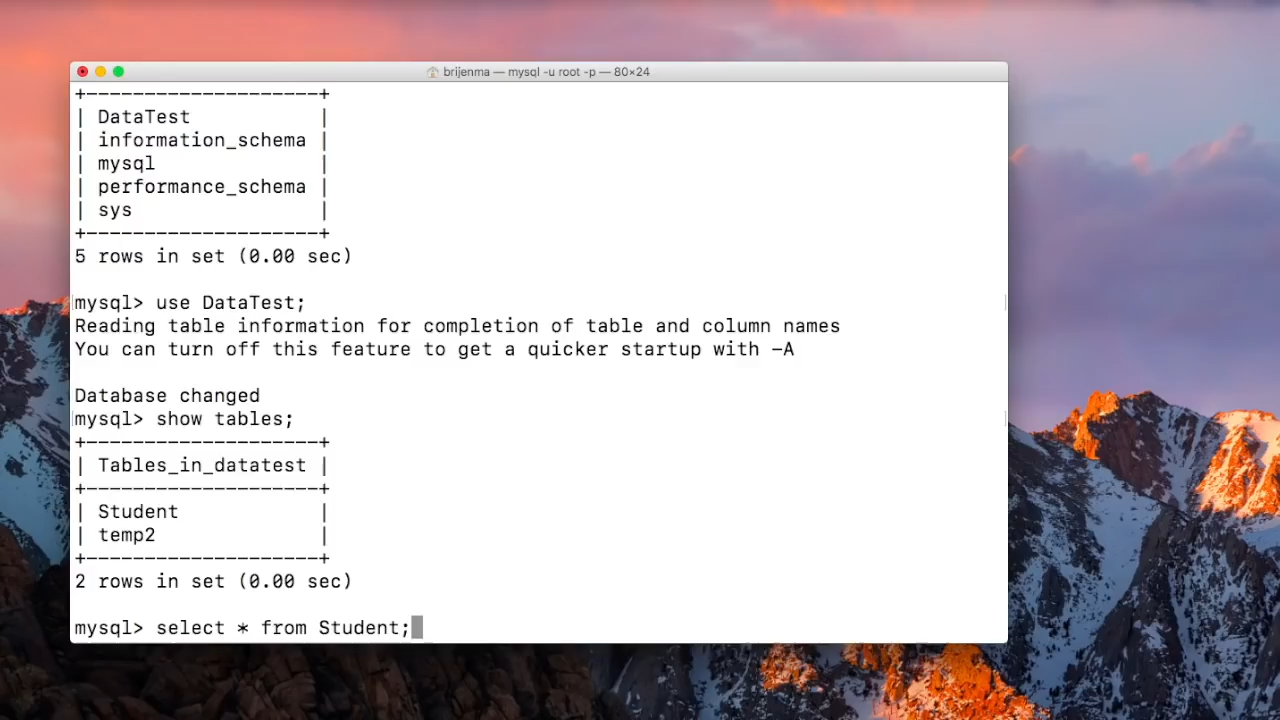 brijenma — mysql -u root -p — 80×24
+--------------------+
| DataTest           |
| information_schema |
| mysql              |
| performance_schema |
| sys                |
+--------------------+
5 rows in set (0.00 sec)
mysql> use DataTest;
Reading table information for completion of table and column names
You can turn off this feature to get a quicker startup with -A
Database changed
mysql> show tables;
+--------------------+
| Tables_in_datatest |
+--------------------+
| Student            |
| temp2              |
+--------------------+
2 rows in set (0.00 sec)
mysql> select * from Student;